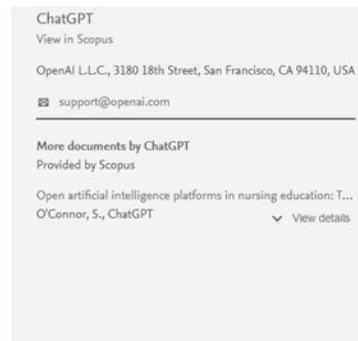 ChatGPT
View in Scopus
OpenAI L.L.C., 3180 18th Street, San Francisco, CA 94110, USA
support@openai.com
More documents by ChatGPT
Provided by Scopus
Open artificial intelligence platforms in nursing education: T...
O'Connor, S., ChatGPT
View details